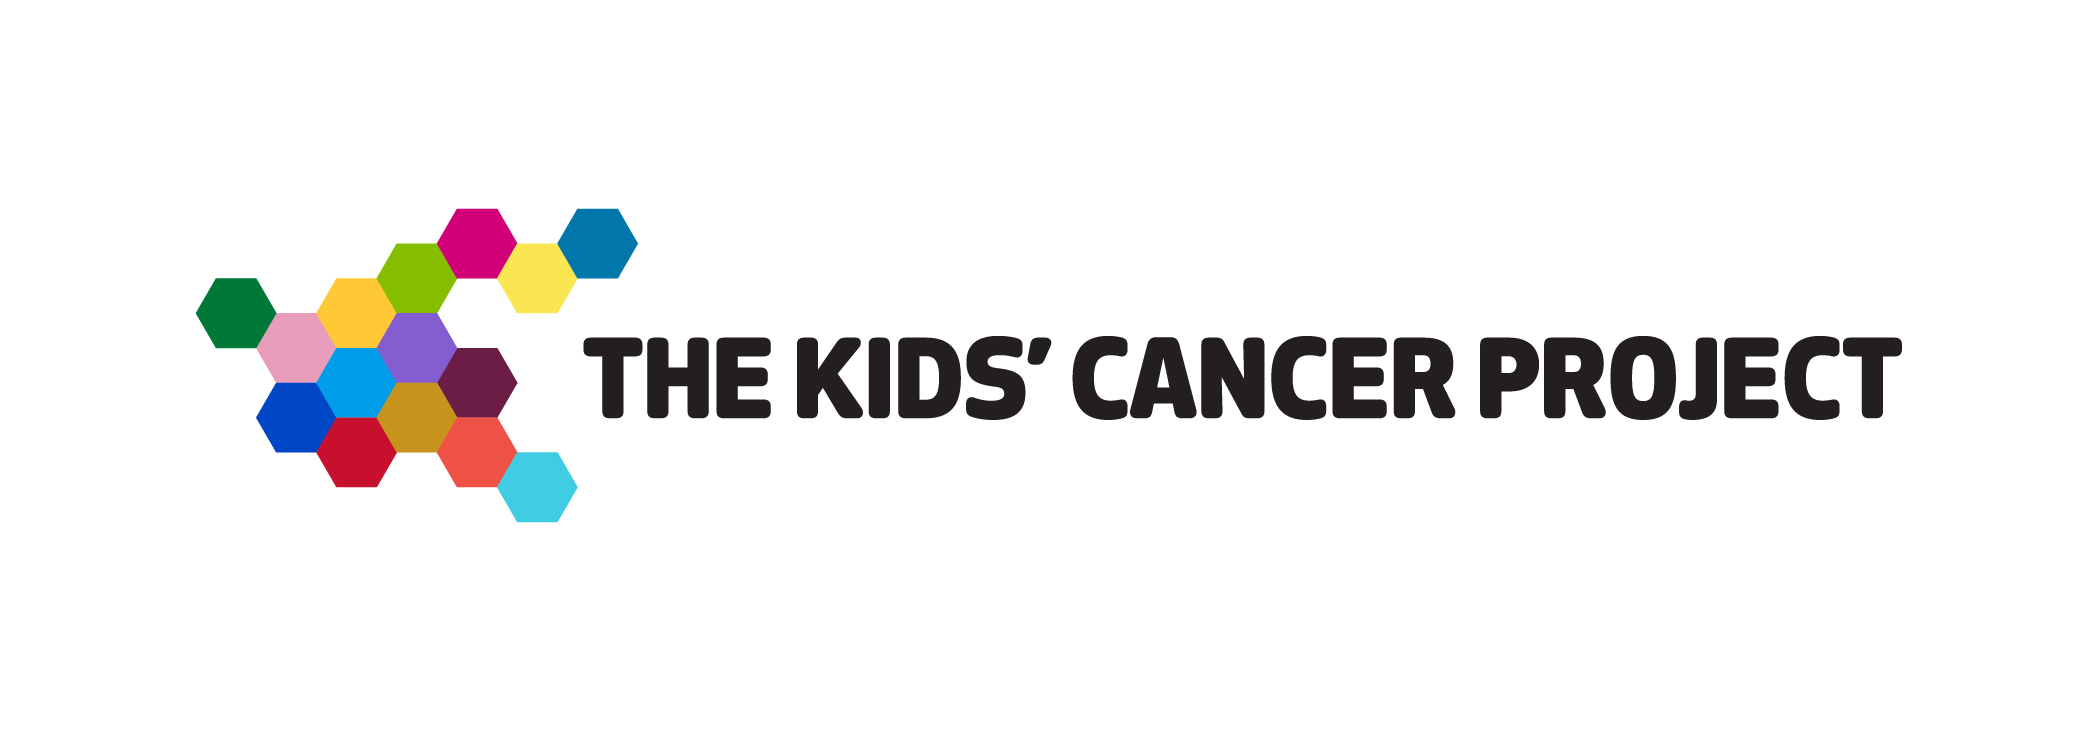 THE KIDS’ CANCER PROJECT